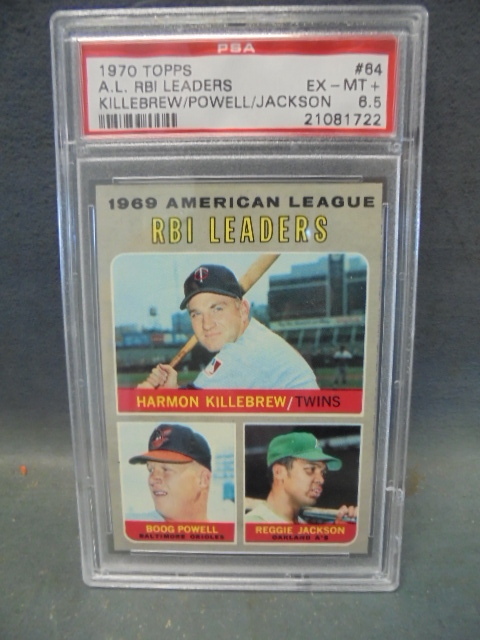 PSA
1970 TOPPS #64
A.L. RBI LEADERS EX - MT +
KILLEBREW/POWELL/JACKSON 6.5
21081722
1969 AMERICAN LEAGUE
RBI LEADERS
HARMON KILLEBREW/TWINS
BOOG POWELL
BALTIMORE ORIOLES
REGGIE JACKSON
OAKLAND A'S